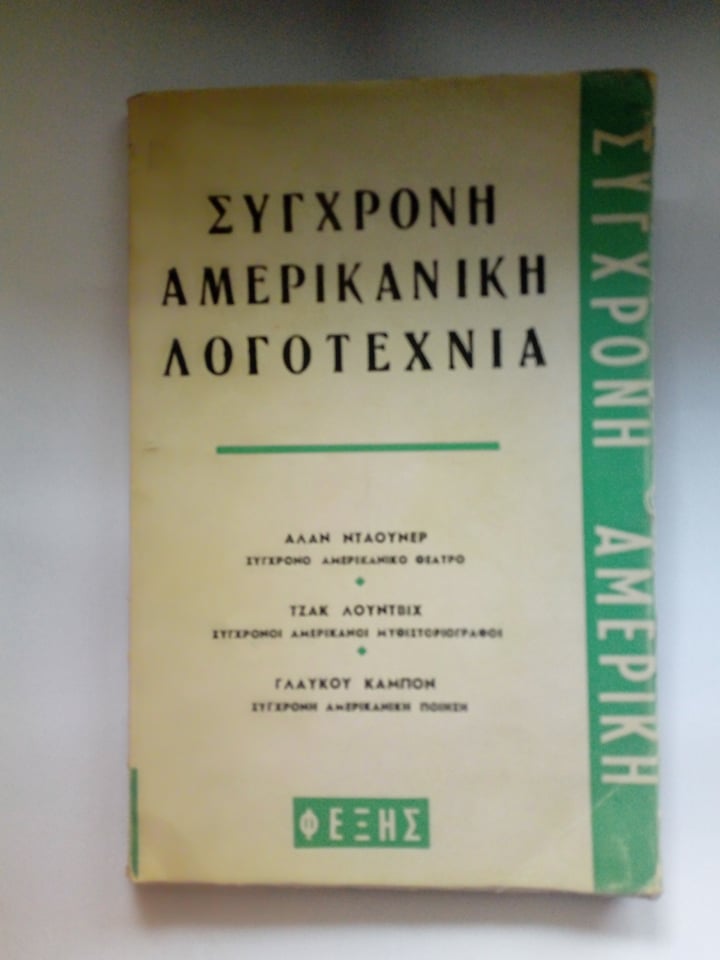 ΣΥΓΧΡΟΝΗ
ΑΜΕΡΙΚΑΝΙΚΗ
ΛΟΓΟΤΕΧΝΙΑ
ΑΛΑΝ ΝΤΑΟΥΝΕΡ
ΣΥΓΧΡΟΝΟ ΑΜΕΡΙΚΑΝΙΚΟ ΘΕΑΤΡΟ
ΤΖΑΚ ΛΟΥΝΤΒΙΧ
ΣΥΓΧΡΟΝΟΙ ΑΜΕΡΙΚΑΝΟΙ ΜΥΘΙΣΤΟΡΙΟΓΡΑΦΟΙ
ΓΛΑΥΚΟΥ ΚΑΜΠΟΝ
ΣΥΓΧΡΟΝΗ ΑΜΕΡΙΚΑΝΙΚΗ ΠΟΙΗΣΗ
ΦΕΞΗΣ
ΣΥΓΧΡΟΝΗ ΑΜΕΡΙΚΗ